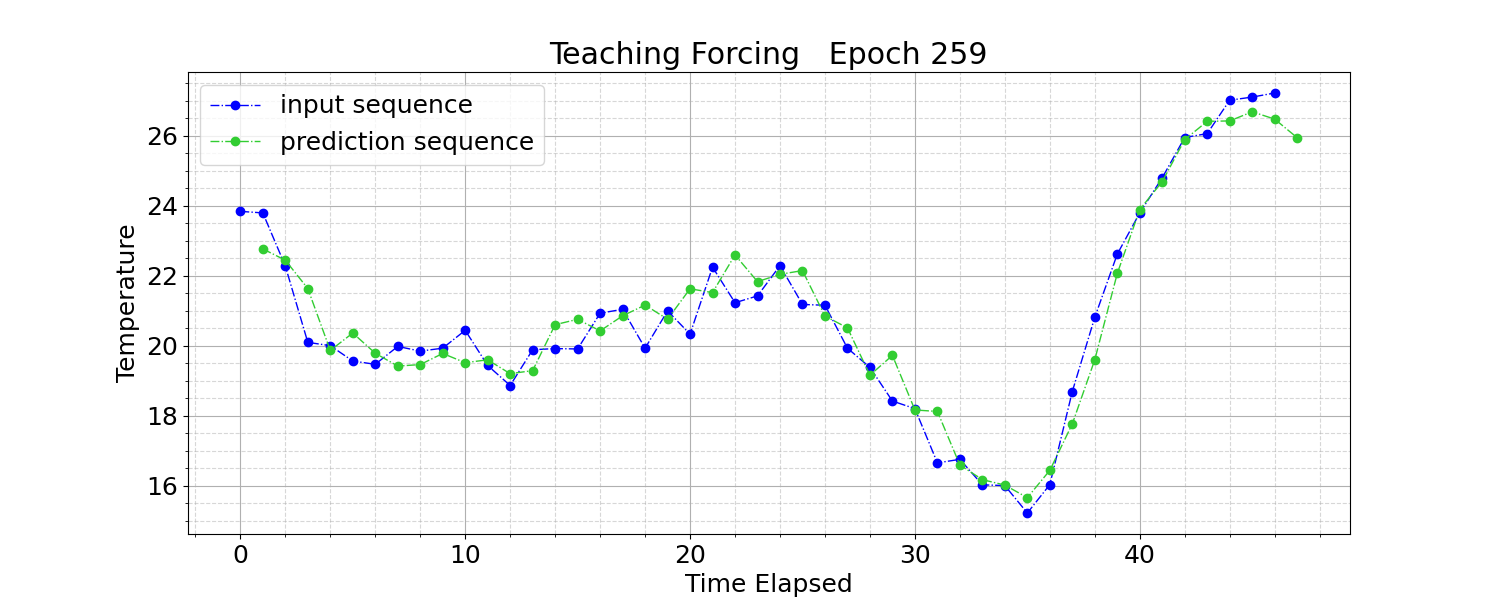 Teaching Forcing   Epoch 259
input sequence
prediction sequence
26
24
22
20
18
16
Temperature
0 10 20 30 40
Time Elapsed